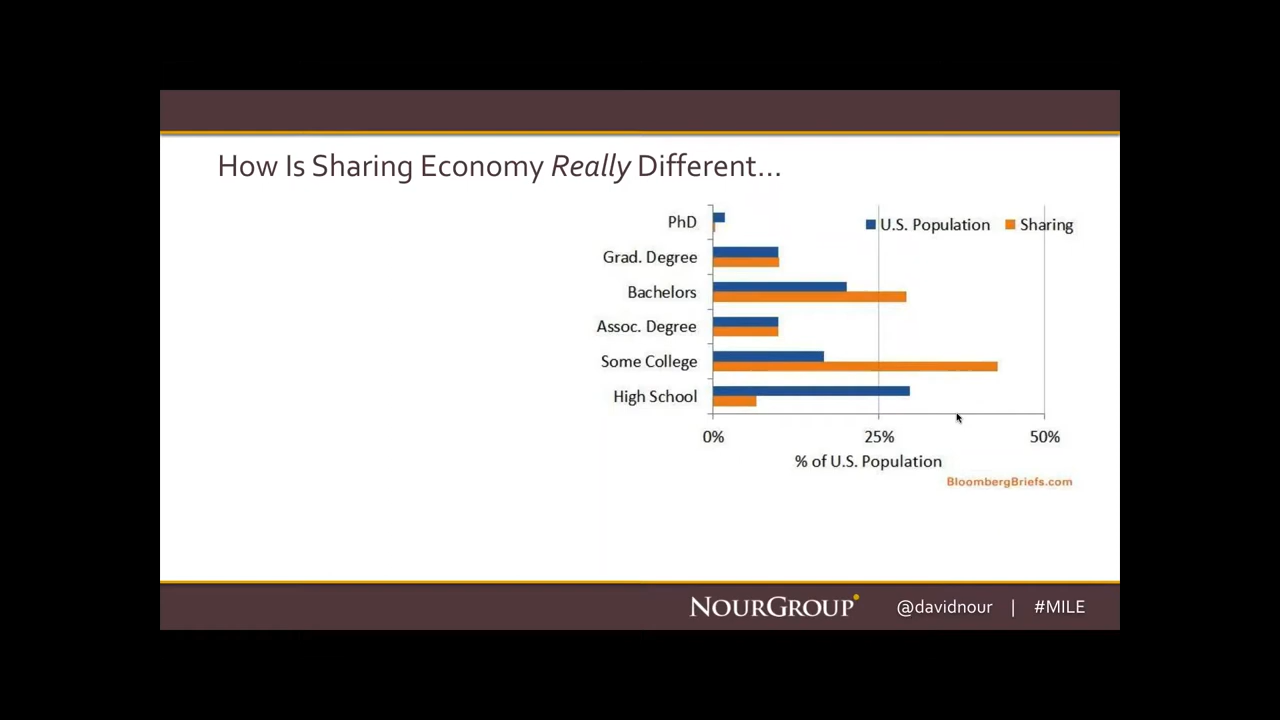 How Is Sharing Economy Really Different...
PhD
U.S. Population
Sharing
Grad. Degree
Bachelors
Assoc. Degree
Some College
High School
0%
25%
50%
% of U.S. Population
BloombergBriefs.com
NOURGROUP
@davidnour | #MILE